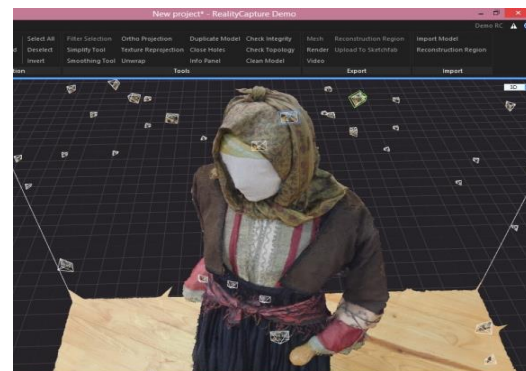 New project* - RealityCapture Demo
Demo RC
Select All Filter Selection Ortho Projection Duplicate Model Check Integrity Mesh Reconstruction Region Import Model
Deselect Simplify Tool Texture Reprojection Close Holes Check Topology Render Upload To Sketchfab Reconstruction Region
Invert Smoothing Tool Unwrap Info Panel Clean Model Video
Tools Export Import
3D